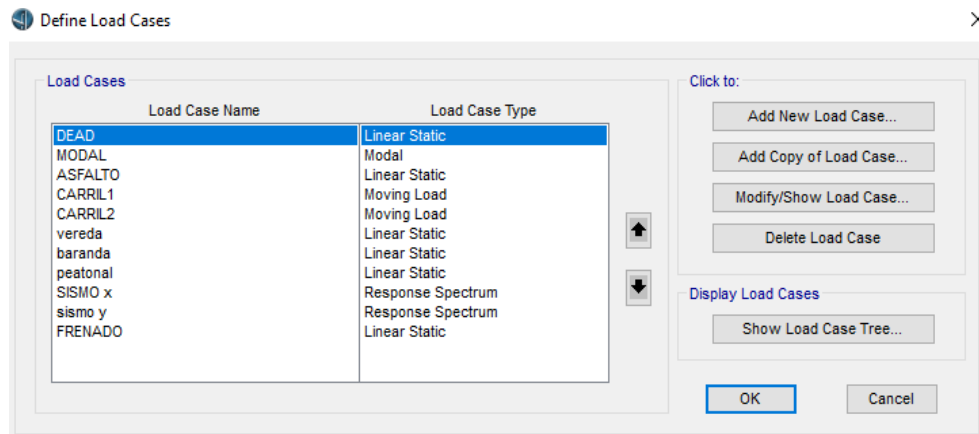 Define Load Cases
Load Cases
Click to:
Load Case Name Load Case Type
DEAD Linear Static
MODAL Modal
ASFALTO Linear Static
CARRIL1 Moving Load
CARRIL2 Moving Load
vereda Linear Static
baranda Linear Static
peatonal Linear Static
SISMO x Response Spectrum
sismo y Response Spectrum
FRENADO Linear Static
Add New Load Case...
Add Copy of Load Case...
Modify/Show Load Case...
Delete Load Case
Display Load Cases
Show Load Case Tree...
OK Cancel